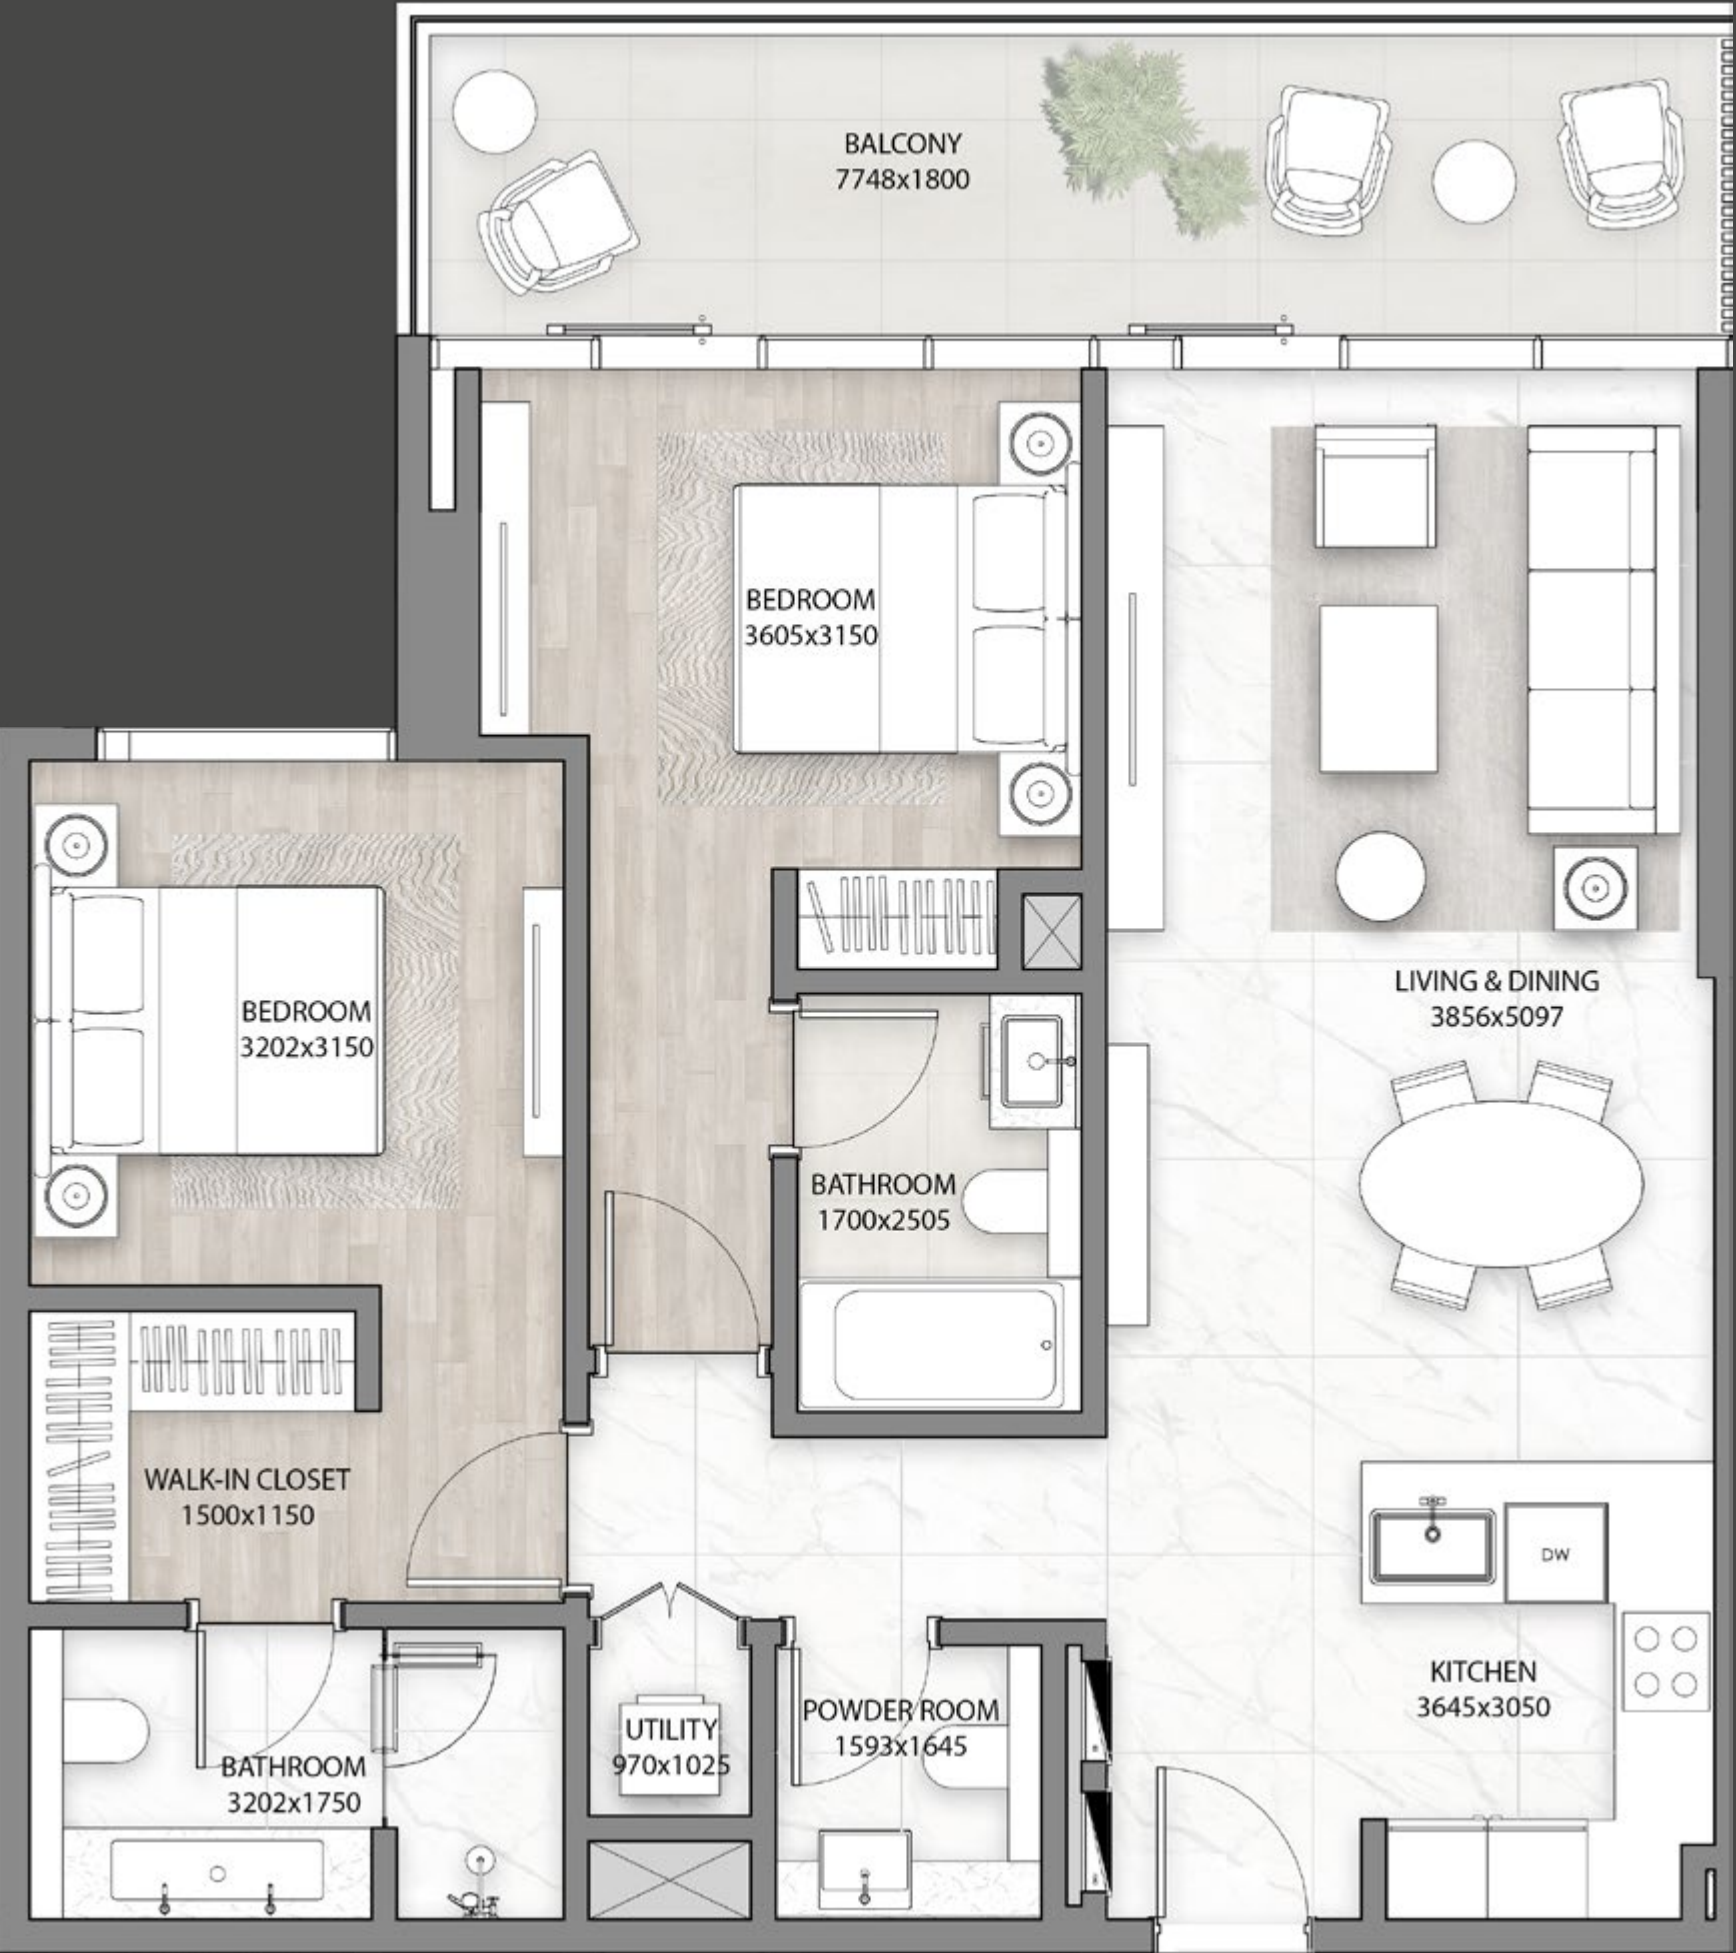 BALCONY
7748x1800
BEDROOM
3605x3150
LIVING & DINING
3856x5097
BEDROOM
3202x3150
BATHROOM
1700x2505
WALK-IN CLOSET
1500x1150
DW
KITCHEN
3645x3050
POWDER ROOM
1593x1645
UTILITY
970x1025
BATHROOM
3202x1750